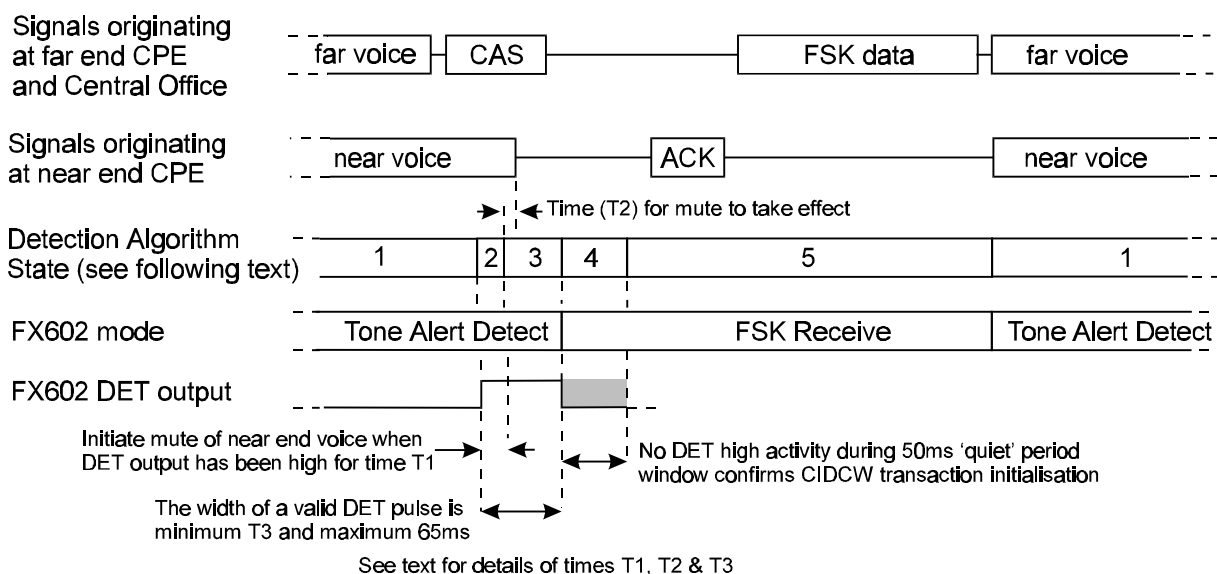 Signals originating
at far end CPE
and Central Office
far voice
CAS
FSK data
far voice
Signals originating
at near end CPE
near voice
ACK
near voice
Time (T2) for mute to take effect
Detection Algorithm
State (see following text)
1
2
3
4
5
1
FX602 mode
Tone Alert Detect
FSK Receive
Tone Alert Detect
FX602 DET output
Initiate mute of near end voice when
DET output has been high for time T1
No DET high activity during 50ms ‘quiet’ period
window confirms CIDCW transaction initialisation
The width of a valid DET pulse is
minimum T3 and maximum 65ms
See text for details of times T1, T2 & T3